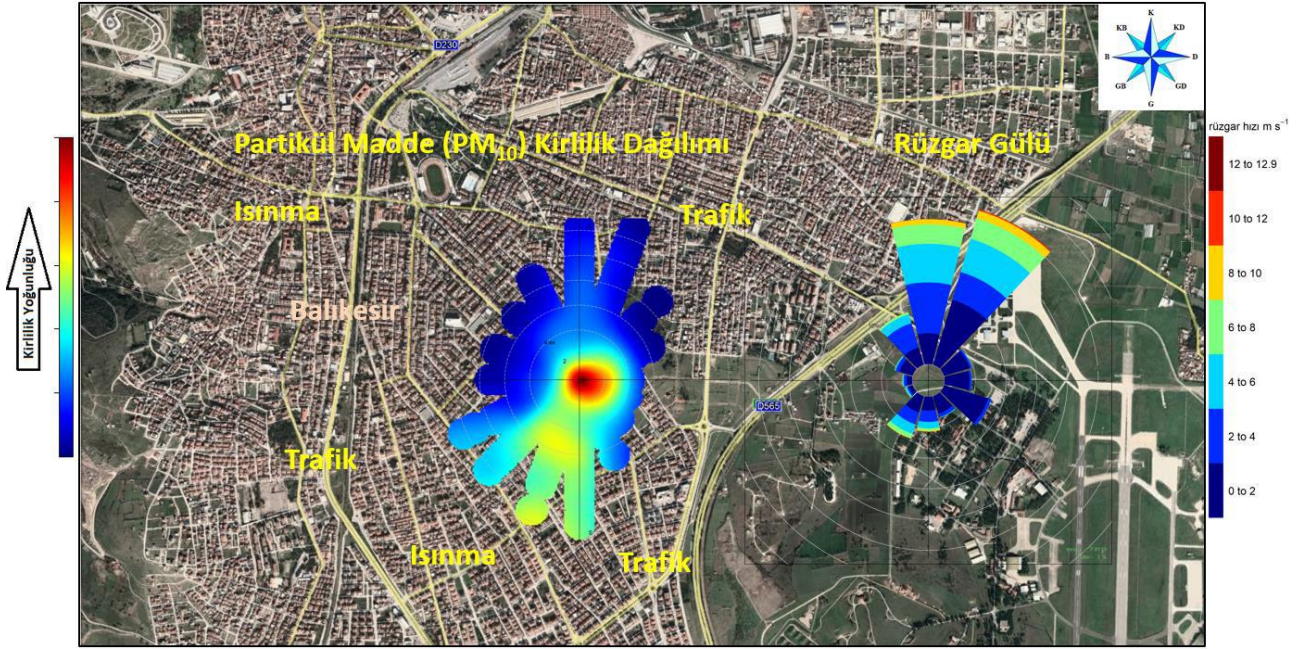 D230
K
KB
KD
B
D
GB
GD
G
rüzgar hızı m s⁻¹
Partikül Madde (PM₁₀) Kirlilik Dağılımı
Rüzgar Gülü
12 to 12.9
10 to 12
8 to 10
6 to 8
4 to 6
2 to 4
0 to 2
Isınma
Trafik
Kirlilik Yoğunluğu
Balıkesir
2
D565
Trafik
Isınma
Trafik